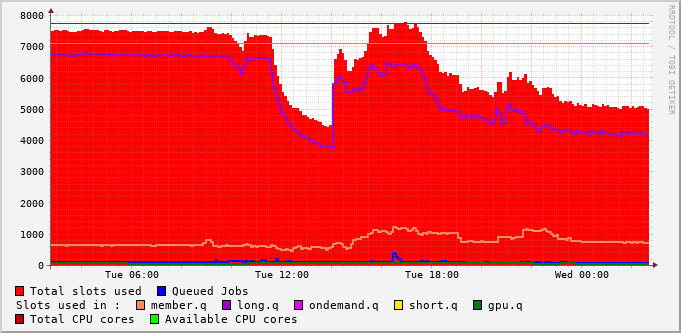 8000
7000
6000
5000
4000
3000
2000
1000
0
Tue 06:00 Tue 12:00 Tue 18:00 Wed 00:00
RRDTOOL / TOBI OETIKER
Total slots used Queued Jobs
Slots used in : member.q long.q ondemand.q short.q gpu.q
Total CPU cores Available CPU cores